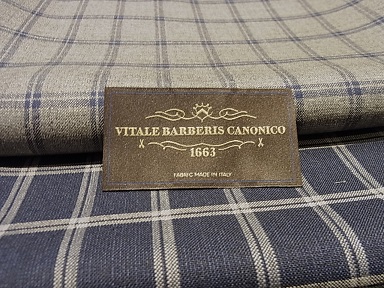 VITALE BARBERIS CANONICO
1663
FABRIC MADE IN ITALY